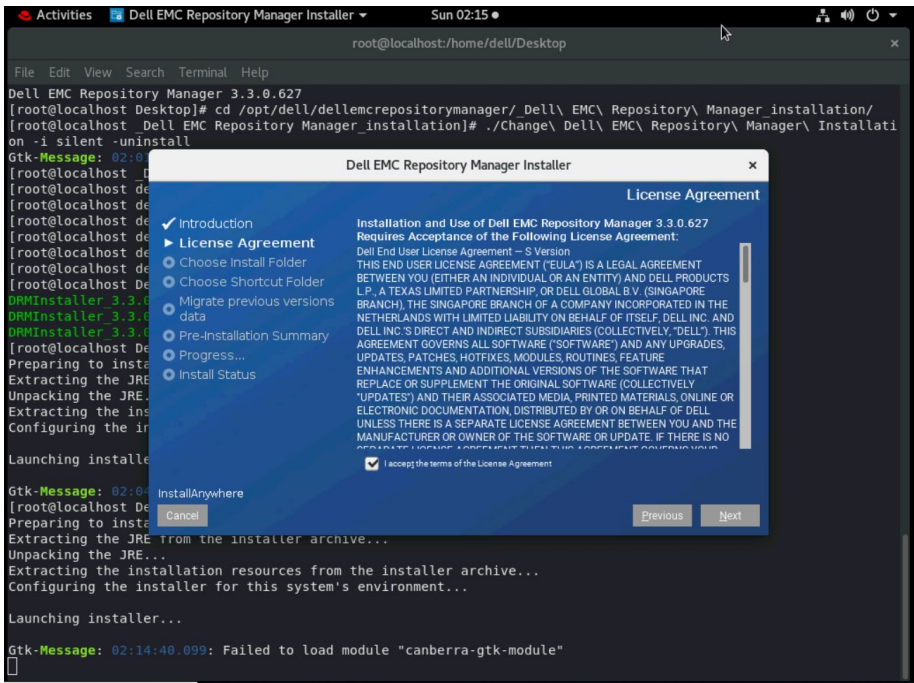 Activities Dell EMC Repository Manager Installer Sun 02:15
root@localhost:/home/dell/Desktop ×
File Edit View Search Terminal Help
Dell EMC Repository Manager 3.3.0.627
[root@localhost Desktop]# cd /opt/dell/dellemcrepositorymanager/_Dell\ EMC\ Repository\ Manager_installation/
[root@localhost _Dell EMC Repository Manager_installation]# ./Change\ Dell\ EMC\ Repository\ Manager\ Installati
on -i silent -uninstall
Gtk-Message: 02:01
[root@localhost _D
[root@localhost de
[root@localhost de
[root@localhost de
[root@localhost de
[root@localhost de
[root@localhost de
[root@localhost De
DRMInstaller_3.3.0
DRMInstaller_3.3.0
DRMInstaller_3.3.0
[root@localhost De
Preparing to insta
Extracting the JRE
Unpacking the JRE.
Extracting the ins
Configuring the in
Launching installe
Gtk-Message: 02:04
[root@localhost De
Preparing to insta
Dell EMC Repository Manager Installer ×
License Agreement
Introduction
License Agreement
Choose Install Folder
Choose Shortcut Folder
Migrate previous versions
data
Pre-Installation Summary
Progress...
Install Status
Installation and Use of Dell EMC Repository Manager 3.3.0.627
Requires Acceptance of the Following License Agreement:
Dell End User License Agreement – S Version
THIS END USER LICENSE AGREEMENT ("EULA") IS A LEGAL AGREEMENT
BETWEEN YOU (EITHER AN INDIVIDUAL OR AN ENTITY) AND DELL PRODUCTS
L.P., A TEXAS LIMITED PARTNERSHIP, OR DELL GLOBAL B.V. (SINGAPORE
BRANCH), THE SINGAPORE BRANCH OF A COMPANY INCORPORATED IN THE
NETHERLANDS WITH LIMITED LIABILITY ON BEHALF OF ITSELF, DELL INC. AND
DELL INC.'S DIRECT AND INDIRECT SUBSIDIARIES (COLLECTIVELY, "DELL"). THIS
AGREEMENT GOVERNS ALL SOFTWARE ("SOFTWARE") AND ANY UPGRADES,
UPDATES, PATCHES, HOTFIXES, MODULES, ROUTINES, FEATURE
ENHANCEMENTS AND ADDITIONAL VERSIONS OF THE SOFTWARE THAT
REPLACE OR SUPPLEMENT THE ORIGINAL SOFTWARE (COLLECTIVELY
"UPDATES") AND THEIR ASSOCIATED MEDIA, PRINTED MATERIALS, ONLINE OR
ELECTRONIC DOCUMENTATION, DISTRIBUTED BY OR ON BEHALF OF DELL
UNLESS THERE IS A SEPARATE LICENSE AGREEMENT BETWEEN YOU AND THE
MANUFACTURER OR OWNER OF THE SOFTWARE OR UPDATE. IF THERE IS NO
SEPARATE LICENSE AGREEMENT THEN THIS AGREEMENT GOVERNS YOUR
I accept the terms of the License Agreement
InstallAnywhere
Cancel Previous Next
Extracting the JRE from the installer archive...
Unpacking the JRE...
Extracting the installation resources from the installer archive...
Configuring the installer for this system's environment...
Launching installer...
Gtk-Message: 02:14:40.099: Failed to load module "canberra-gtk-module"